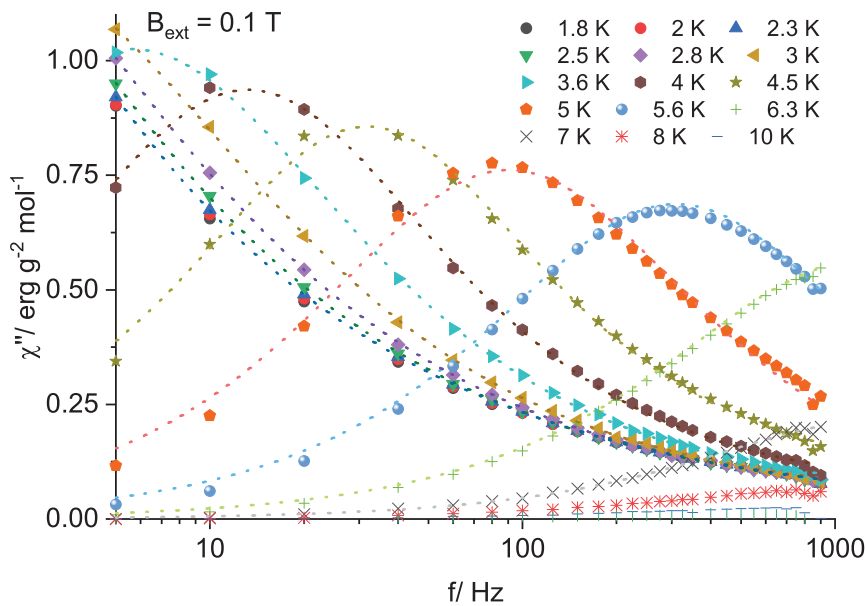 B_ext = 0.1 T
1.8 K 2 K 2.3 K
2.5 K 2.8 K 3 K
3.6 K 4 K 4.5 K
5 K 5.6 K 6.3 K
7 K 8 K 10 K
1.00
0.75
0.50
0.25
0.00
χ"/ erg g⁻² mol⁻¹
10 100 1000
f/ Hz